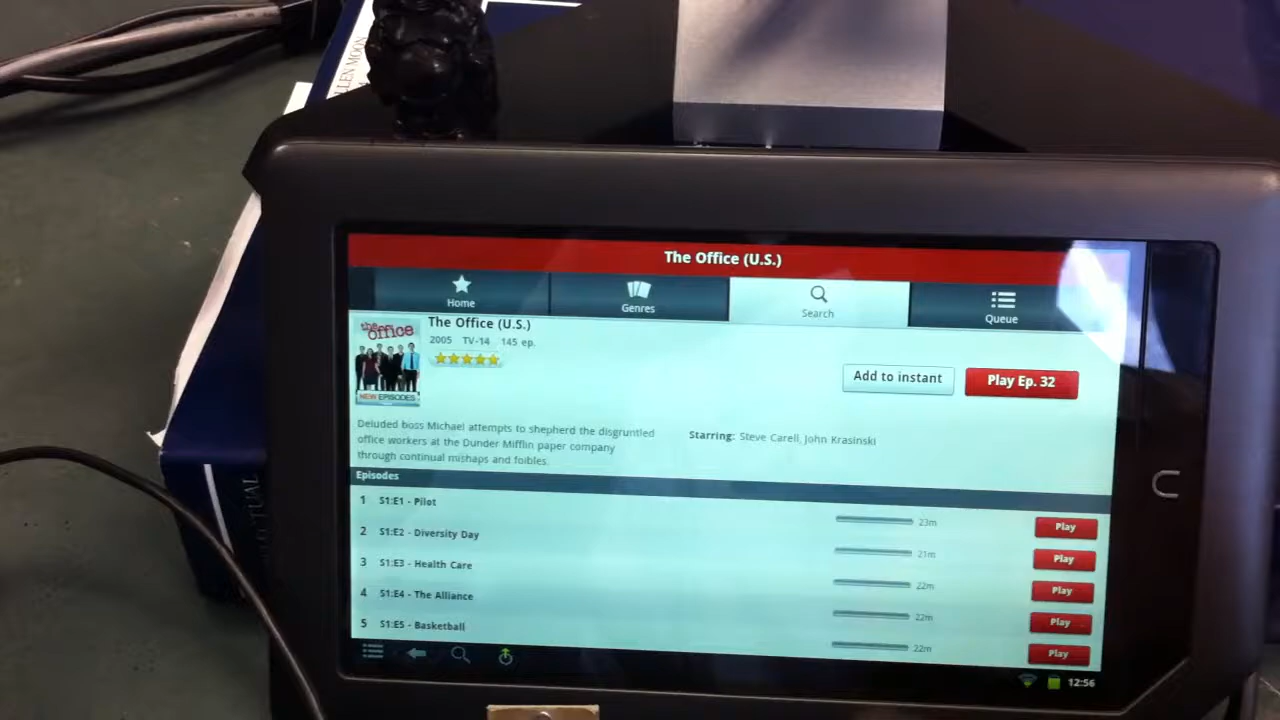 LLEN MOON
The Office (U.S.)
Home
Genres
Search
Queue
the office
NEW EPISODES
The Office (U.S.)
2005 TV-14 145 ep.
Add to instant
Play Ep. 32
Deluded boss Michael attempts to shepherd the disgruntled
office workers at the Dunder Mifflin paper company
through continual mishaps and foibles.
Starring: Steve Carell, John Krasinski
Episodes
1 S1:E1 - Pilot 23m Play
2 S1:E2 - Diversity Day 21m Play
3 S1:E3 - Health Care 22m Play
4 S1:E4 - The Alliance 22m Play
5 S1:E5 - Basketball 22m Play
12:56